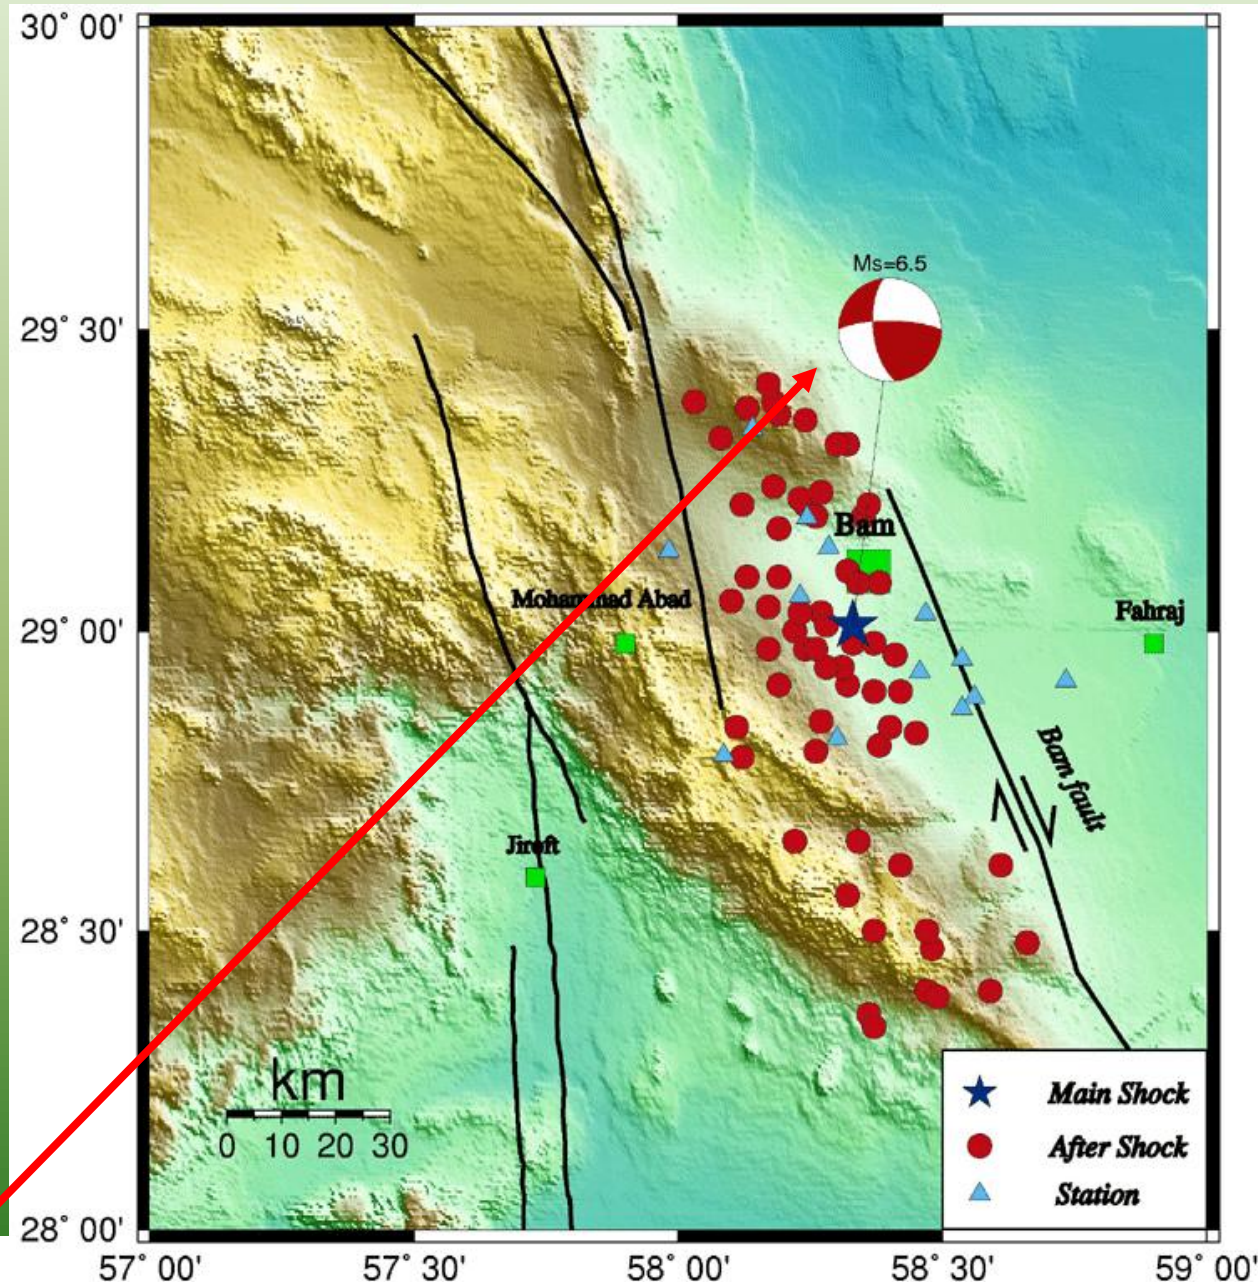 30° 00'
Ms=6.5
29° 30'
Bam
Mohammad Abad
Fahraj
29° 00'
Bam fault
Jiroft
28° 30'
km
0 10 20 30
Main Shock
After Shock
Station
28° 00'
57° 00' 57° 30' 58° 00' 58° 30' 59° 00'